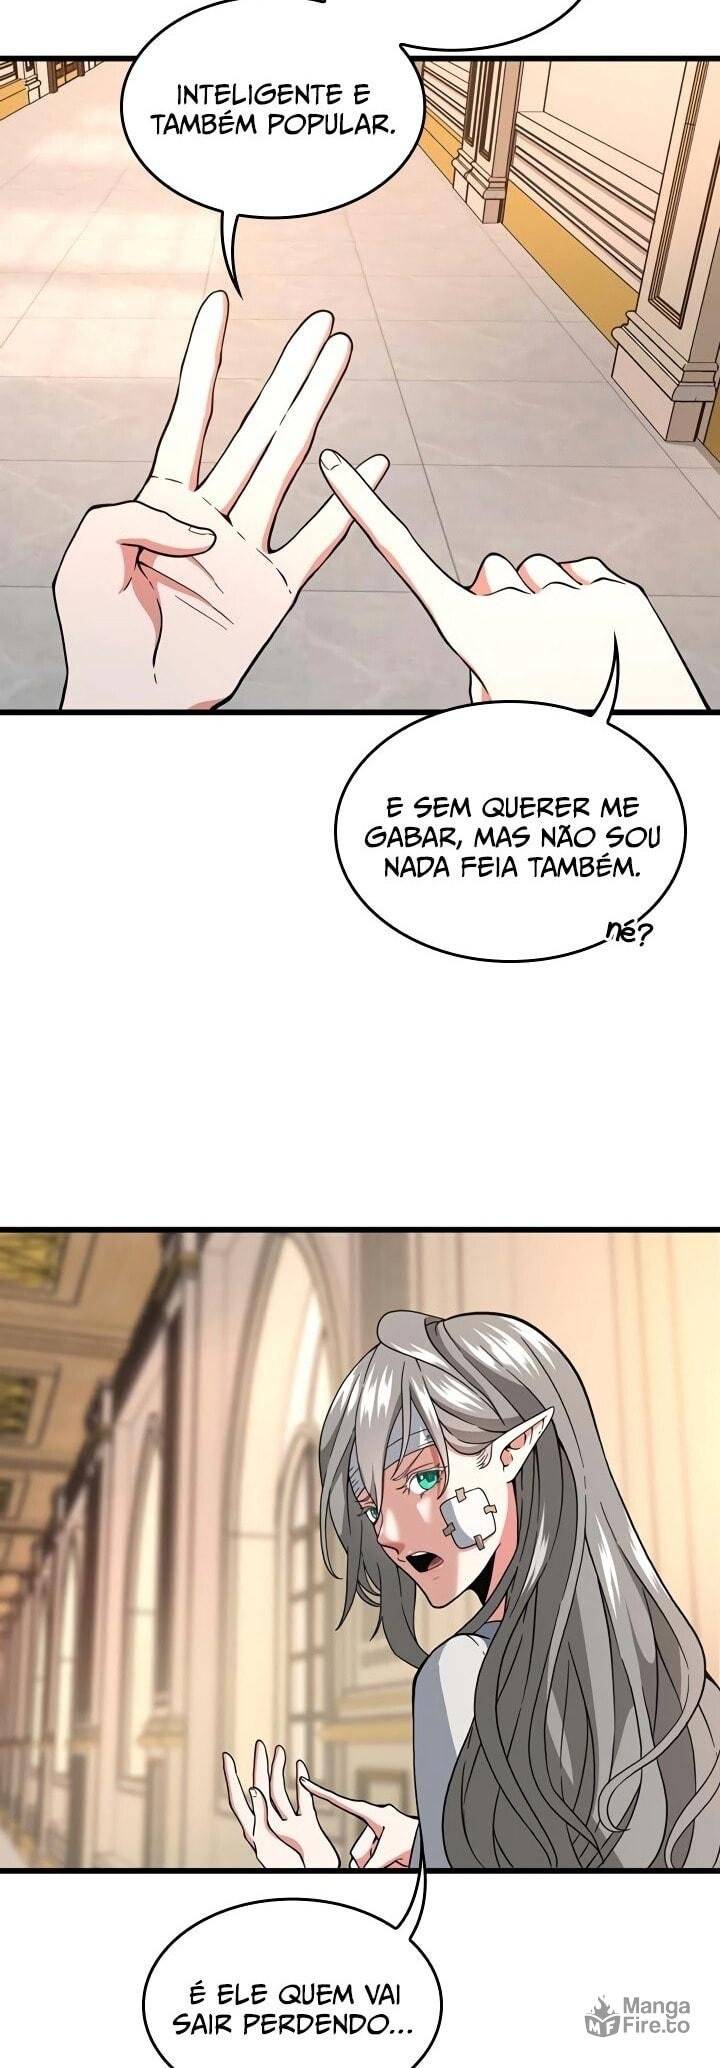 INTELIGENTE E
TAMBÉM POPULAR.
E SEM QUERER ME
GABAR, MAS NÃO SOU
NADA FEIA TAMBÉM.
né?
É ELE QUEM VAI
SAIR PERDENDO...
Manga
Fire.to